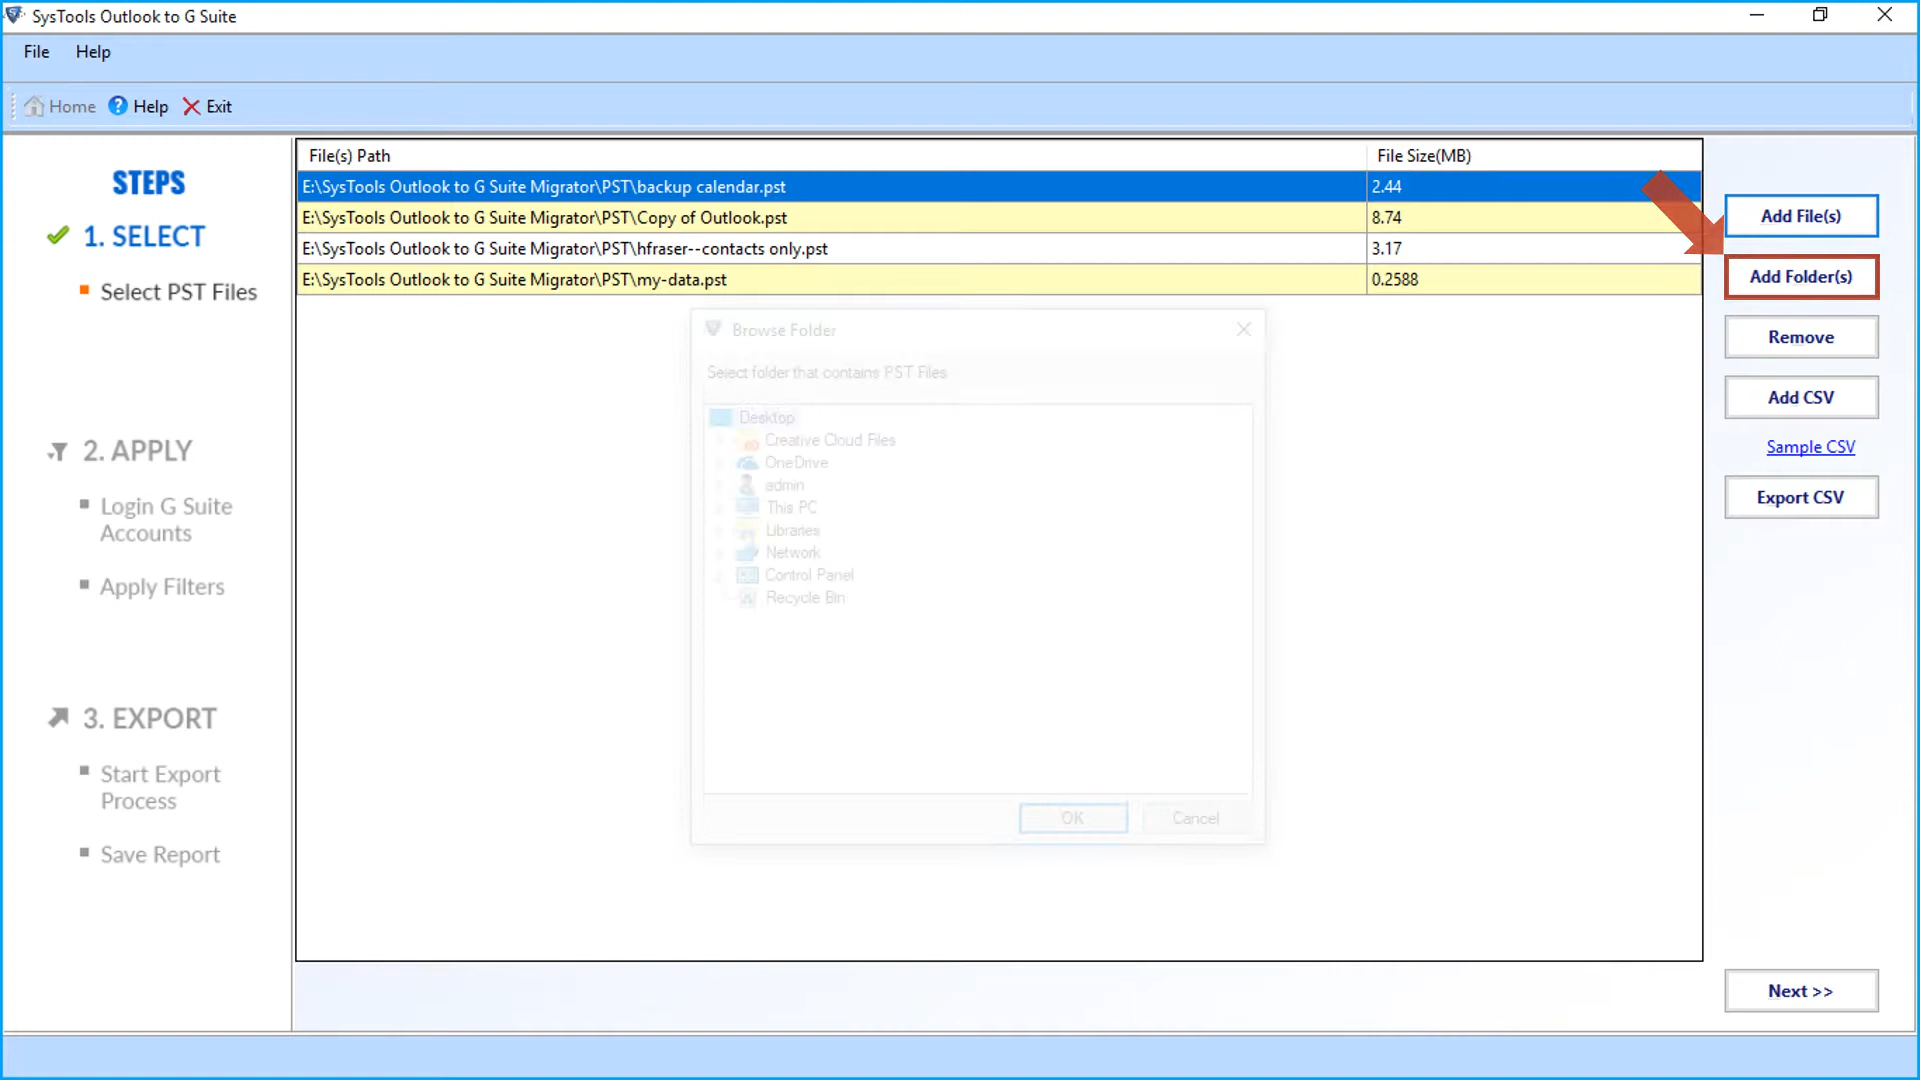 SysTools Outlook to G Suite
File Help
Home Help Exit
STEPS
1. SELECT
Select PST Files
2. APPLY
Login G Suite
Accounts
Apply Filters
3. EXPORT
Start Export
Process
Save Report
File(s) Path File Size(MB)
E:\SysTools Outlook to G Suite Migrator\PST\backup calendar.pst 2.44
E:\SysTools Outlook to G Suite Migrator\PST\Copy of Outlook.pst 8.74
E:\SysTools Outlook to G Suite Migrator\PST\hfraser--contacts only.pst 3.17
E:\SysTools Outlook to G Suite Migrator\PST\my-data.pst 0.2588
Browse Folder
Select folder that contains PST Files
Desktop
Creative Cloud Files
OneDrive
admin
This PC
Libraries
Network
Control Panel
Recycle Bin
OK Cancel
Add File(s)
Add Folder(s)
Remove
Add CSV
Sample CSV
Export CSV
Next >>